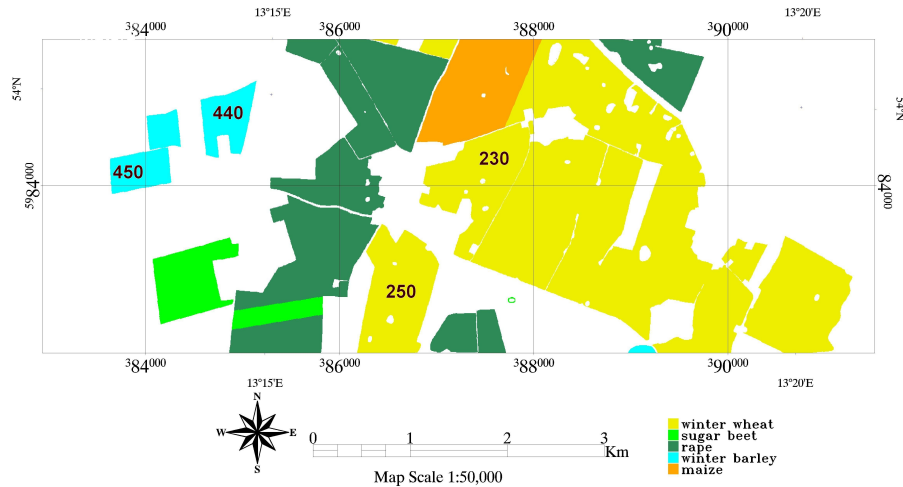 13°15'E 13°20'E
384000 386000 388000 390000
54°N
440
54°N
230
450
5984000
84000
250
384000 386000 388000 390000
13°15'E 13°20'E
N
W E
S
0 1 2 3
Km
Map Scale 1:50,000
winter wheat
sugar beet
rape
winter barley
maize